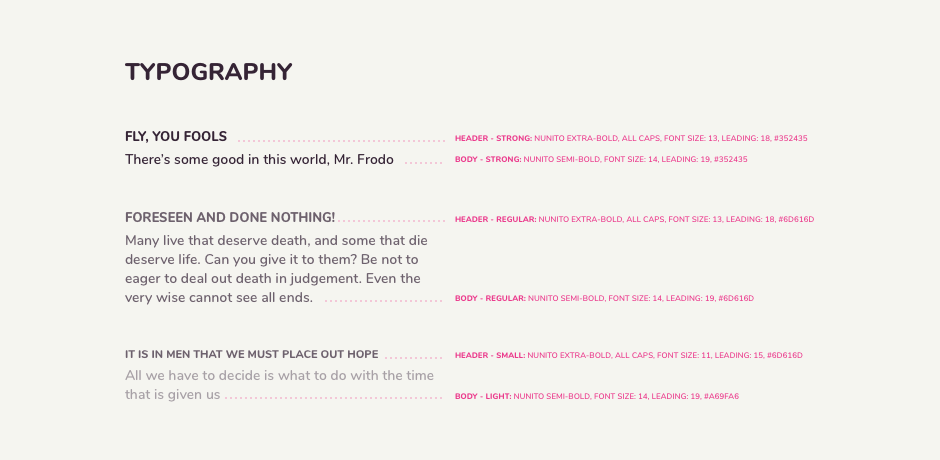 TYPOGRAPHY
FLY, YOU FOOLS
HEADER - STRONG: NUNITO EXTRA-BOLD, ALL CAPS, FONT SIZE: 13, LEADING: 18, #352435
There's some good in this world, Mr. Frodo
BODY - STRONG: NUNITO SEMI-BOLD, FONT SIZE: 14, LEADING: 19, #352435
FORESEEN AND DONE NOTHING!
HEADER - REGULAR: NUNITO EXTRA-BOLD, ALL CAPS, FONT SIZE: 13, LEADING: 18, #6D616D
Many live that deserve death, and some that die
deserve life. Can you give it to them? Be not to
eager to deal out death in judgement. Even the
very wise cannot see all ends.
BODY - REGULAR: NUNITO SEMI-BOLD, FONT SIZE: 14, LEADING: 19, #6D616D
IT IS IN MEN THAT WE MUST PLACE OUT HOPE
HEADER - SMALL: NUNITO EXTRA-BOLD, ALL CAPS, FONT SIZE: 11, LEADING: 15, #6D616D
All we have to decide is what to do with the time
that is given us
BODY - LIGHT: NUNITO SEMI-BOLD, FONT SIZE: 14, LEADING: 19, #A69FA6